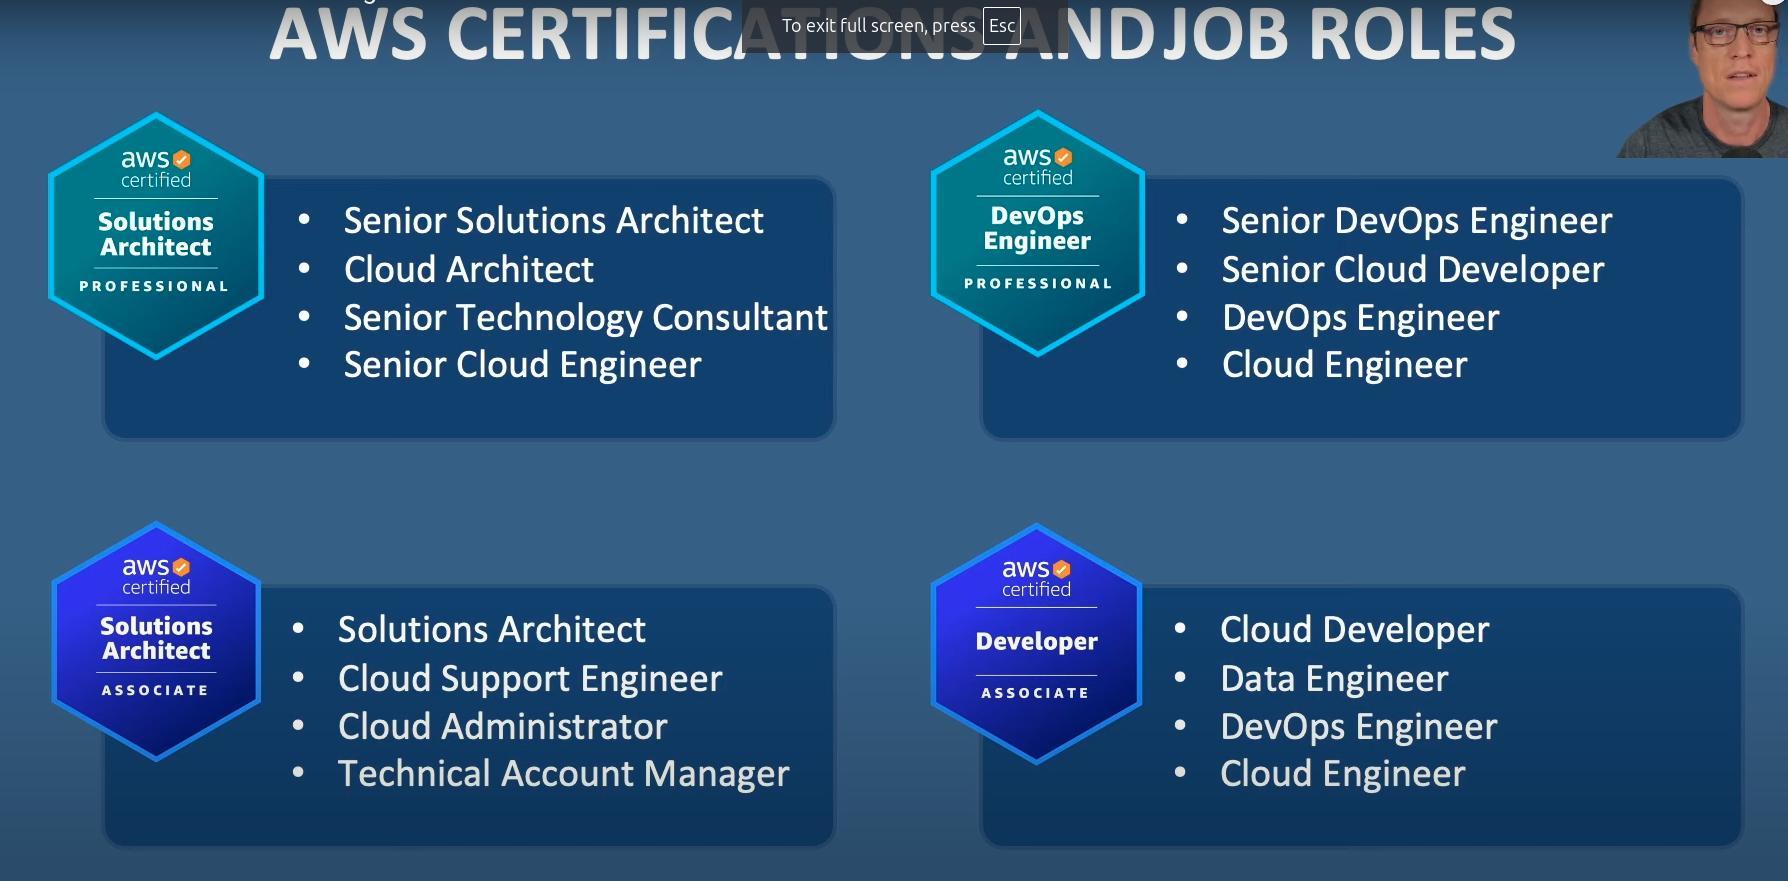 AWS CERTIFICATIONS AND JOB ROLES
To exit full screen, press Esc
aws
certified
Solutions
Architect
PROFESSIONAL
• Senior Solutions Architect
• Cloud Architect
• Senior Technology Consultant
• Senior Cloud Engineer
aws
certified
DevOps
Engineer
PROFESSIONAL
• Senior DevOps Engineer
• Senior Cloud Developer
• DevOps Engineer
• Cloud Engineer
aws
certified
Solutions
Architect
ASSOCIATE
• Solutions Architect
• Cloud Support Engineer
• Cloud Administrator
• Technical Account Manager
aws
certified
Developer
ASSOCIATE
• Cloud Developer
• Data Engineer
• DevOps Engineer
• Cloud Engineer